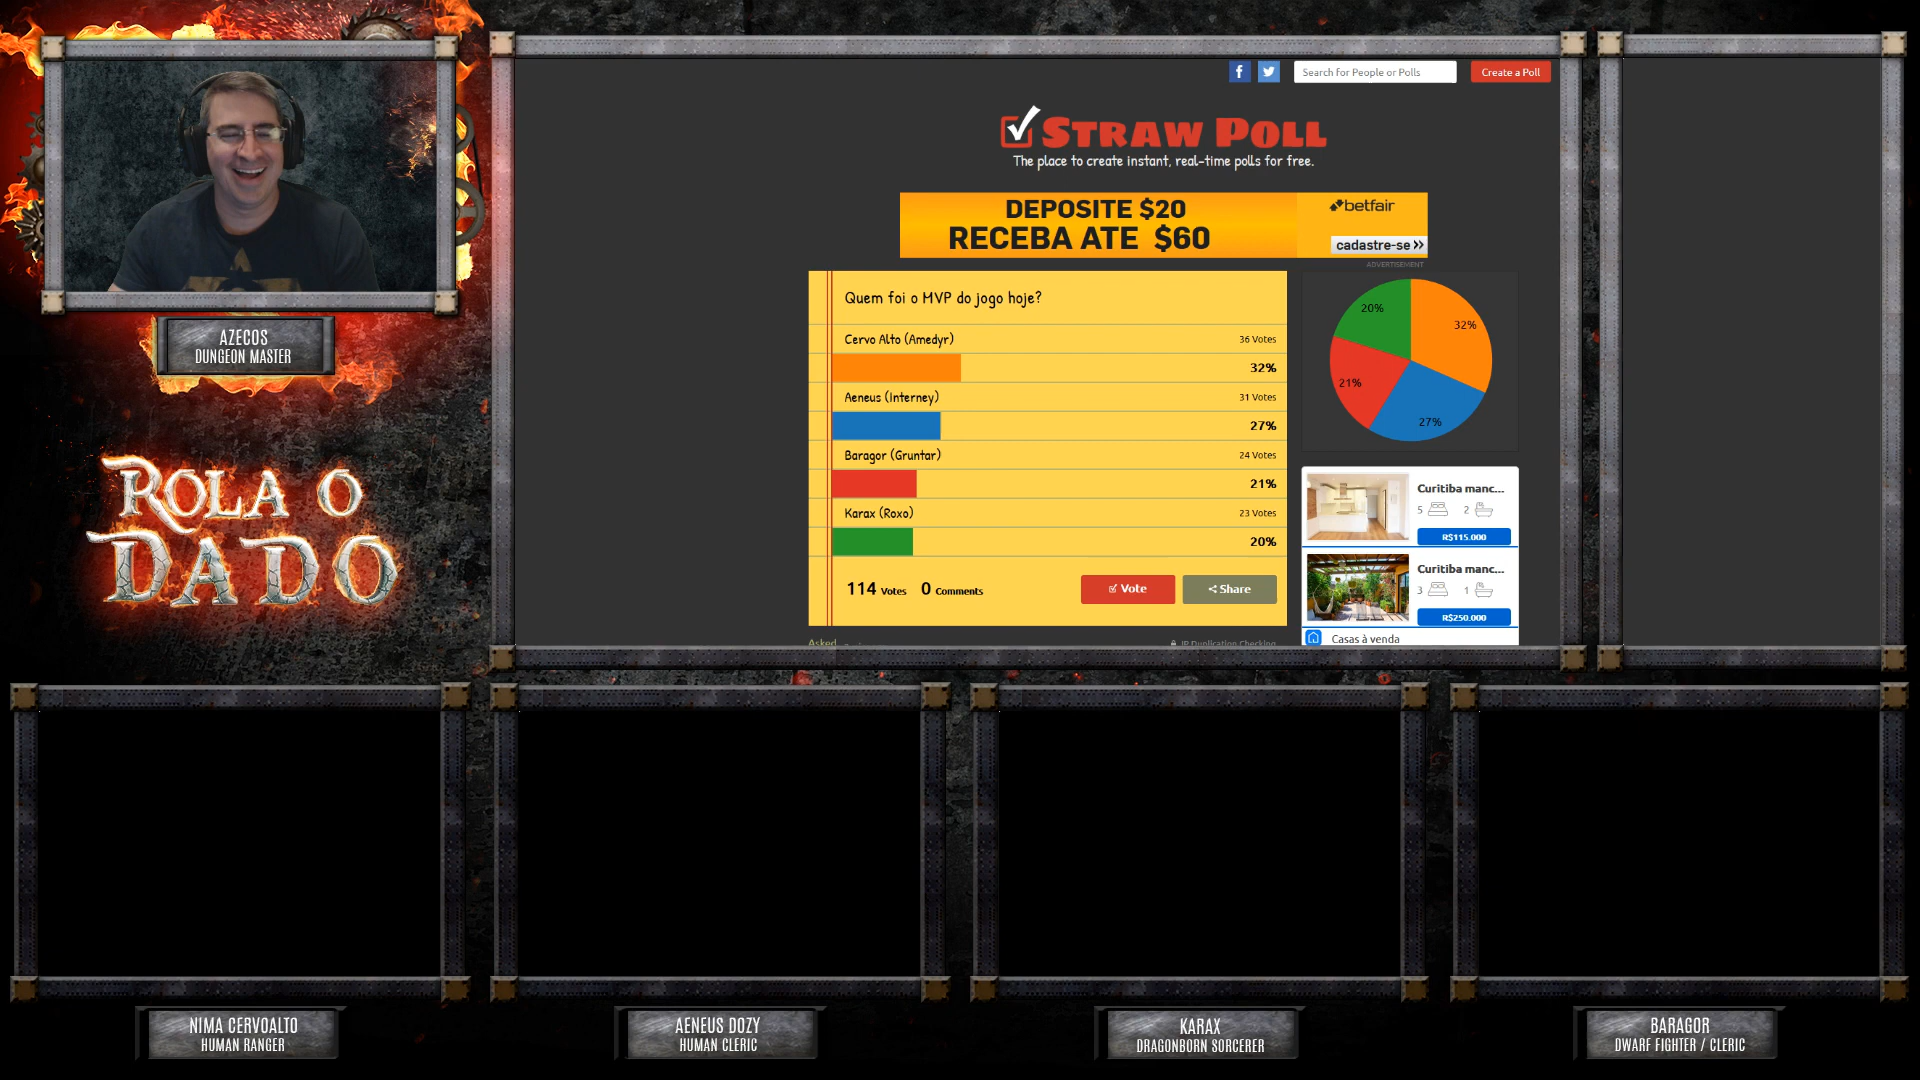 Search for People or Polls
Create a Poll
STRAW POLL
The place to create instant, real-time polls for free.
DEPOSITE $20
RECEBA ATE $60
betfair
cadastre-se
ADVERTISEMENT
Quem foi o MVP do jogo hoje?
Cervo Alto (Amedyr)
36 Votes
32%
Aeneus (Interney)
31 Votes
27%
Baragor (Gruntar)
24 Votes
21%
Karax (Roxo)
23 Votes
20%
114 Votes 0 Comments
Vote
Share
Asked
IP Duplication Checking
20%
32%
21%
27%
Curitiba manc...
5 2
R$115.000
Curitiba manc...
3 1
R$250.000
Casas à venda
AZECOS
DUNGEON MASTER
ROLA O
DADO
NIMA CERVOALTO
HUMAN RANGER
AENEUS DOZY
HUMAN CLERIC
KARAX
DRAGONBORN SORCERER
BARAGOR
DWARF FIGHTER / CLERIC